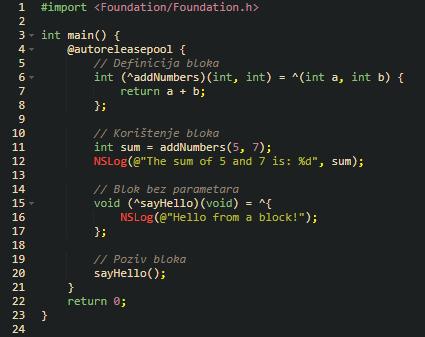 1 #import <Foundation/Foundation.h>
2
3 int main() {
4     @autoreleasepool {
5         // Definicija bloka
6         int (^addNumbers)(int, int) = ^(int a, int b) {
7             return a + b;
8         };
9
10         // Korištenje bloka
11         int sum = addNumbers(5, 7);
12         NSLog(@"The sum of 5 and 7 is: %d", sum);
13
14         // Blok bez parametara
15         void (^sayHello)(void) = ^{
16             NSLog(@"Hello from a block!");
17         };
18
19         // Poziv bloka
20         sayHello();
21     }
22     return 0;
23 }
24